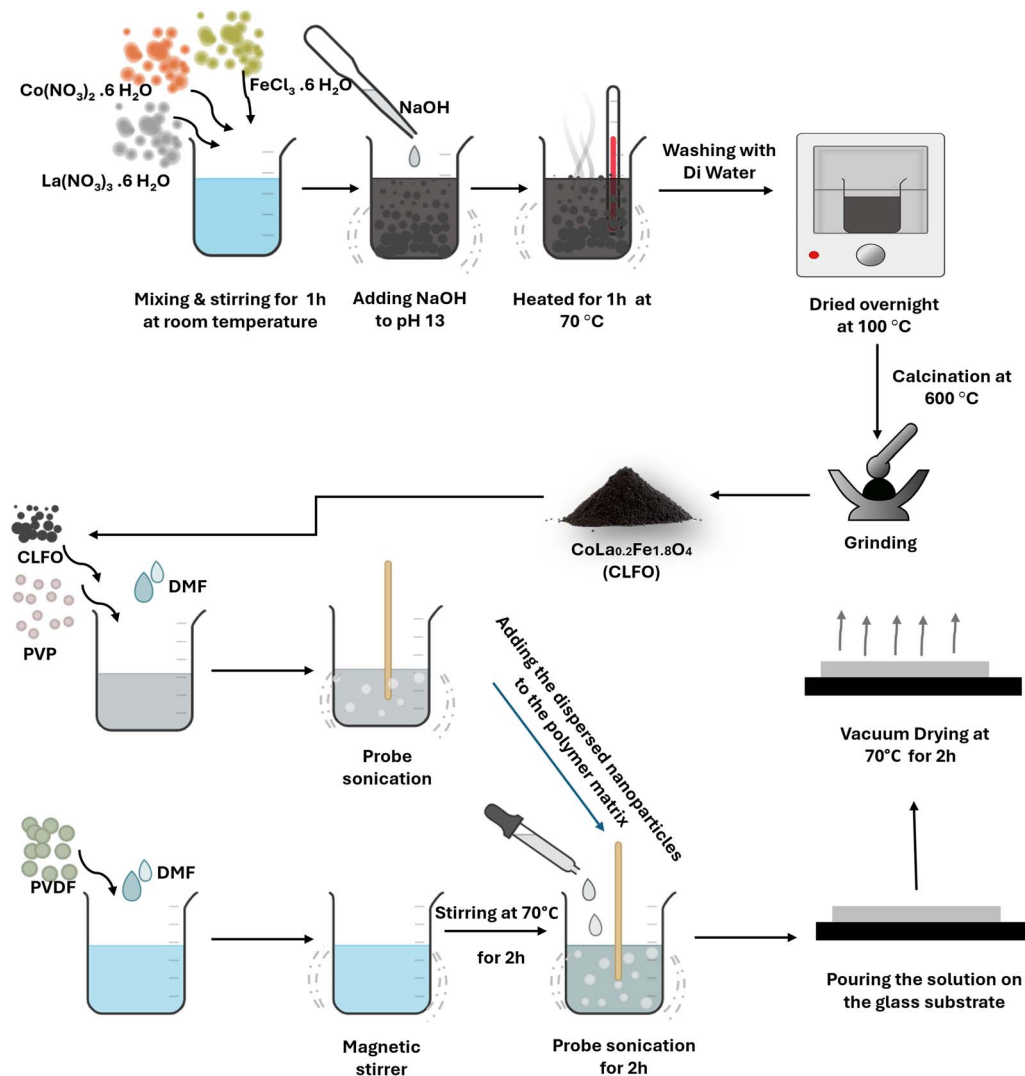 Co(NO₃)₂ .6 H₂O
FeCl₃ .6 H₂O
La(NO₃)₃ .6 H₂O
NaOH
Washing with
Di Water
Mixing & stirring for 1h
at room temperature
Adding NaOH
to pH 13
Heated for 1h at
70 °C
Dried overnight
at 100 °C
Calcination at
600 °C
Grinding
CoLa₀.₂Fe₁.₈O₄
(CLFO)
CLFO
DMF
PVP
Probe
sonication
Adding the dispersed nanoparticles
to the polymer matrix
Vacuum Drying at
70°C for 2h
PVDF
DMF
Stirring at 70°C
for 2h
Magnetic
stirrer
Probe sonication
for 2h
Pouring the solution on
the glass substrate